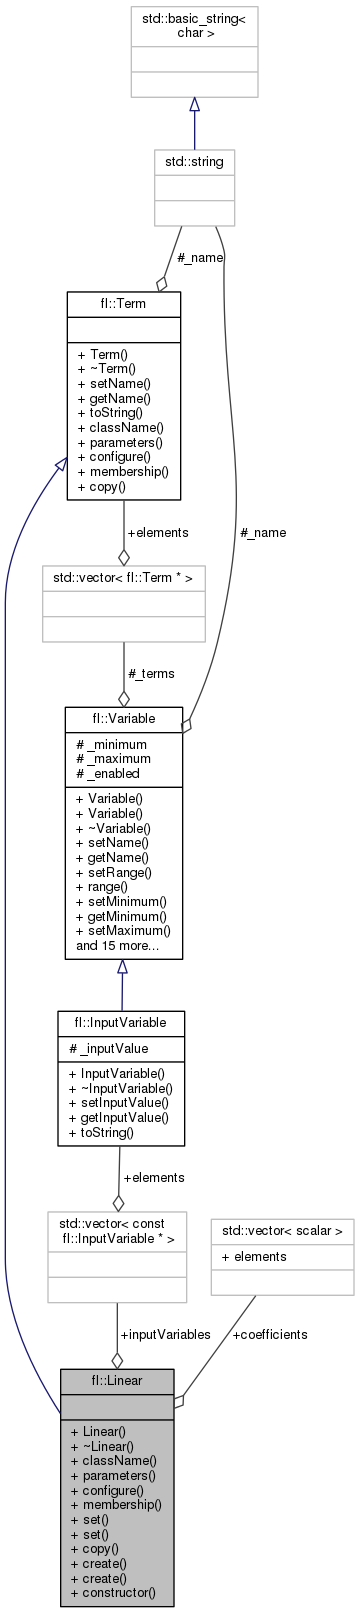 std::basic_string<
char >
std::string
#_name
fl::Term
+ Term()
+ ~Term()
+ setName()
+ getName()
+ toString()
+ className()
+ parameters()
+ configure()
+ membership()
+ copy()
+elements
#_name
std::vector< fl::Term * >
#_terms
fl::Variable
# _minimum
# _maximum
# _enabled
+ Variable()
+ Variable()
+ ~Variable()
+ setName()
+ getName()
+ setRange()
+ range()
+ setMinimum()
+ getMinimum()
+ setMaximum()
and 15 more...
fl::InputVariable
# _inputValue
+ InputVariable()
+ ~InputVariable()
+ setInputValue()
+ getInputValue()
+ toString()
+elements
std::vector< const
fl::InputVariable * >
std::vector< scalar >
+ elements
+inputVariables
+coefficients
fl::Linear
+ Linear()
+ ~Linear()
+ className()
+ parameters()
+ configure()
+ membership()
+ set()
+ set()
+ copy()
+ create()
+ create()
+ constructor()